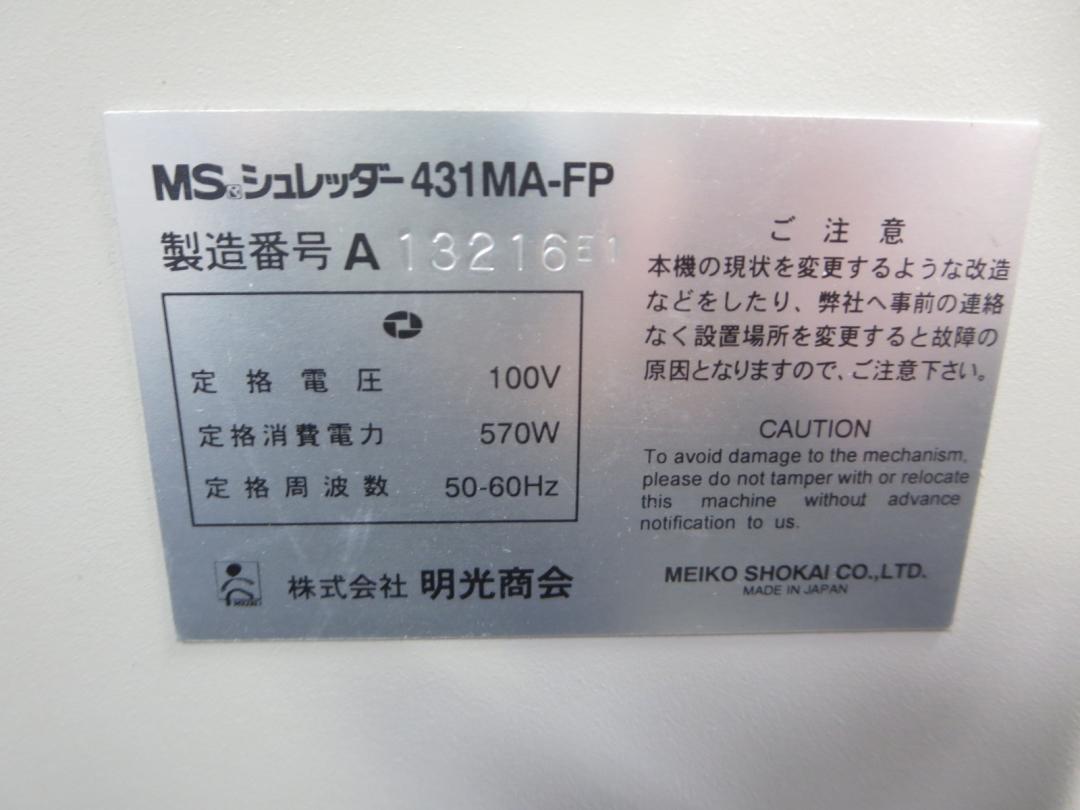 MSシュレッダー 431MA-FP
製造番号 A 13216E1
定格電圧 100V
定格消費電力 570W
定格周波数 50-60Hz
株式会社 明光商会
ご注意
本機の現状を変更するような改造
などをしたり、弊社へ事前の連絡
なく設置場所を変更すると故障の
原因となりますので、ご注意下さい。
CAUTION
To avoid damage to the mechanism,
please do not tamper with or relocate
this machine without advance
notification to us.
MEIKO SHOKAI CO.,LTD.
MADE IN JAPAN